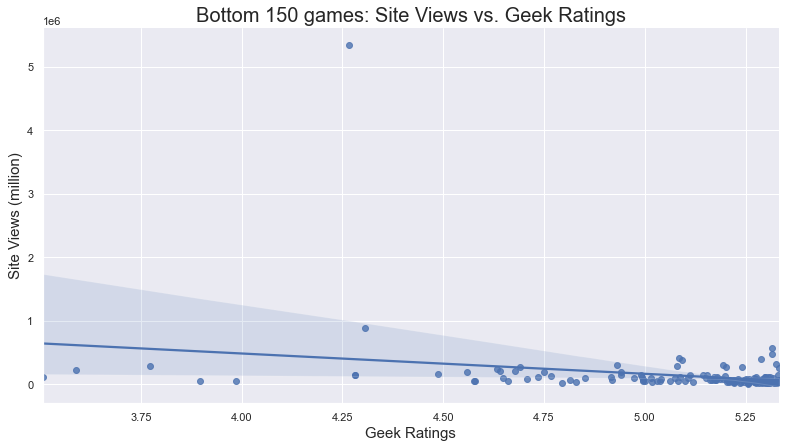 Bottom 150 games: Site Views vs. Geek Ratings
1e6
5
4
3
2
1
0
Site Views (million)
3.75 4.00 4.25 4.50 4.75 5.00 5.25
Geek Ratings